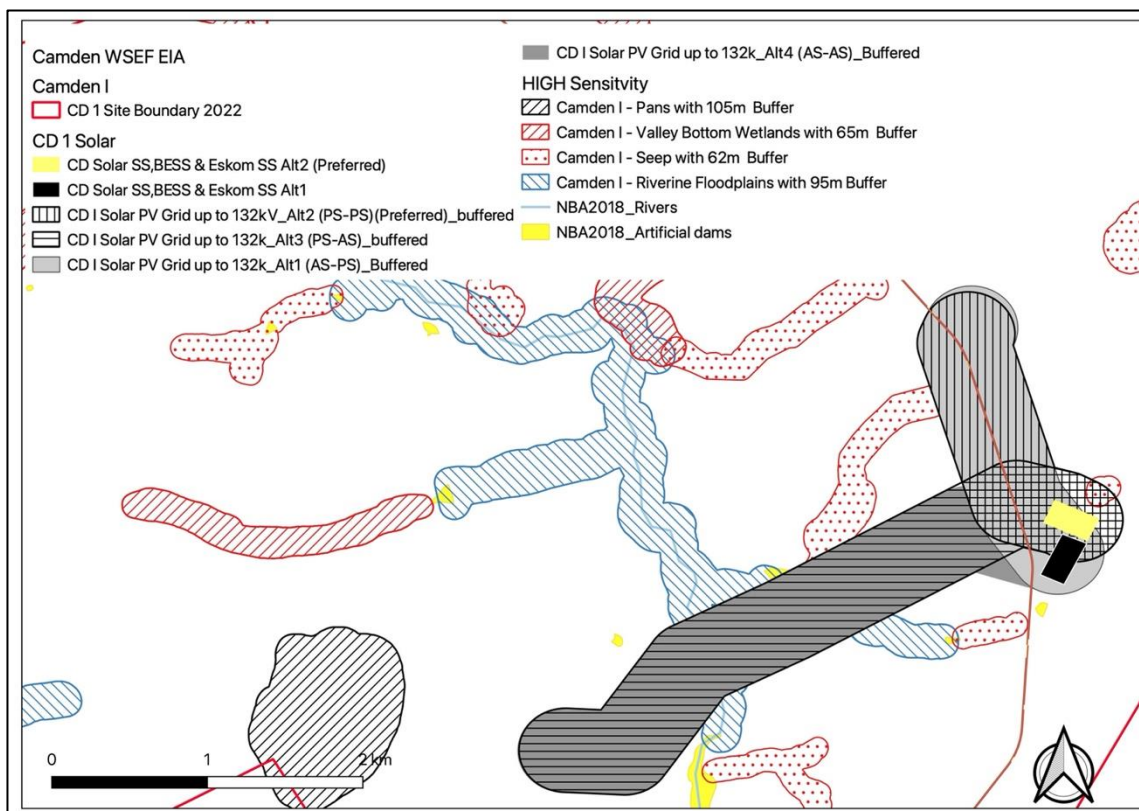 Camden WSEF EIA
Camden I
CD 1 Site Boundary 2022
CD 1 Solar
CD Solar SS,BESS & Eskom SS Alt2 (Preferred)
CD Solar SS,BESS & Eskom SS Alt1
CD I Solar PV Grid up to 132kV_Alt2 (PS-PS)(Preferred)_buffered
CD I Solar PV Grid up to 132k_Alt3 (PS-AS)_buffered
CD I Solar PV Grid up to 132k_Alt1 (AS-PS)_Buffered
CD I Solar PV Grid up to 132k_Alt4 (AS-AS)_Buffered
HIGH Sensitvity
Camden I - Pans with 105m Buffer
Camden I - Valley Bottom Wetlands with 65m Buffer
Camden I - Seep with 62m Buffer
Camden I - Riverine Floodplains with 95m Buffer
NBA2018_Rivers
NBA2018_Artificial dams
0 1 2 km